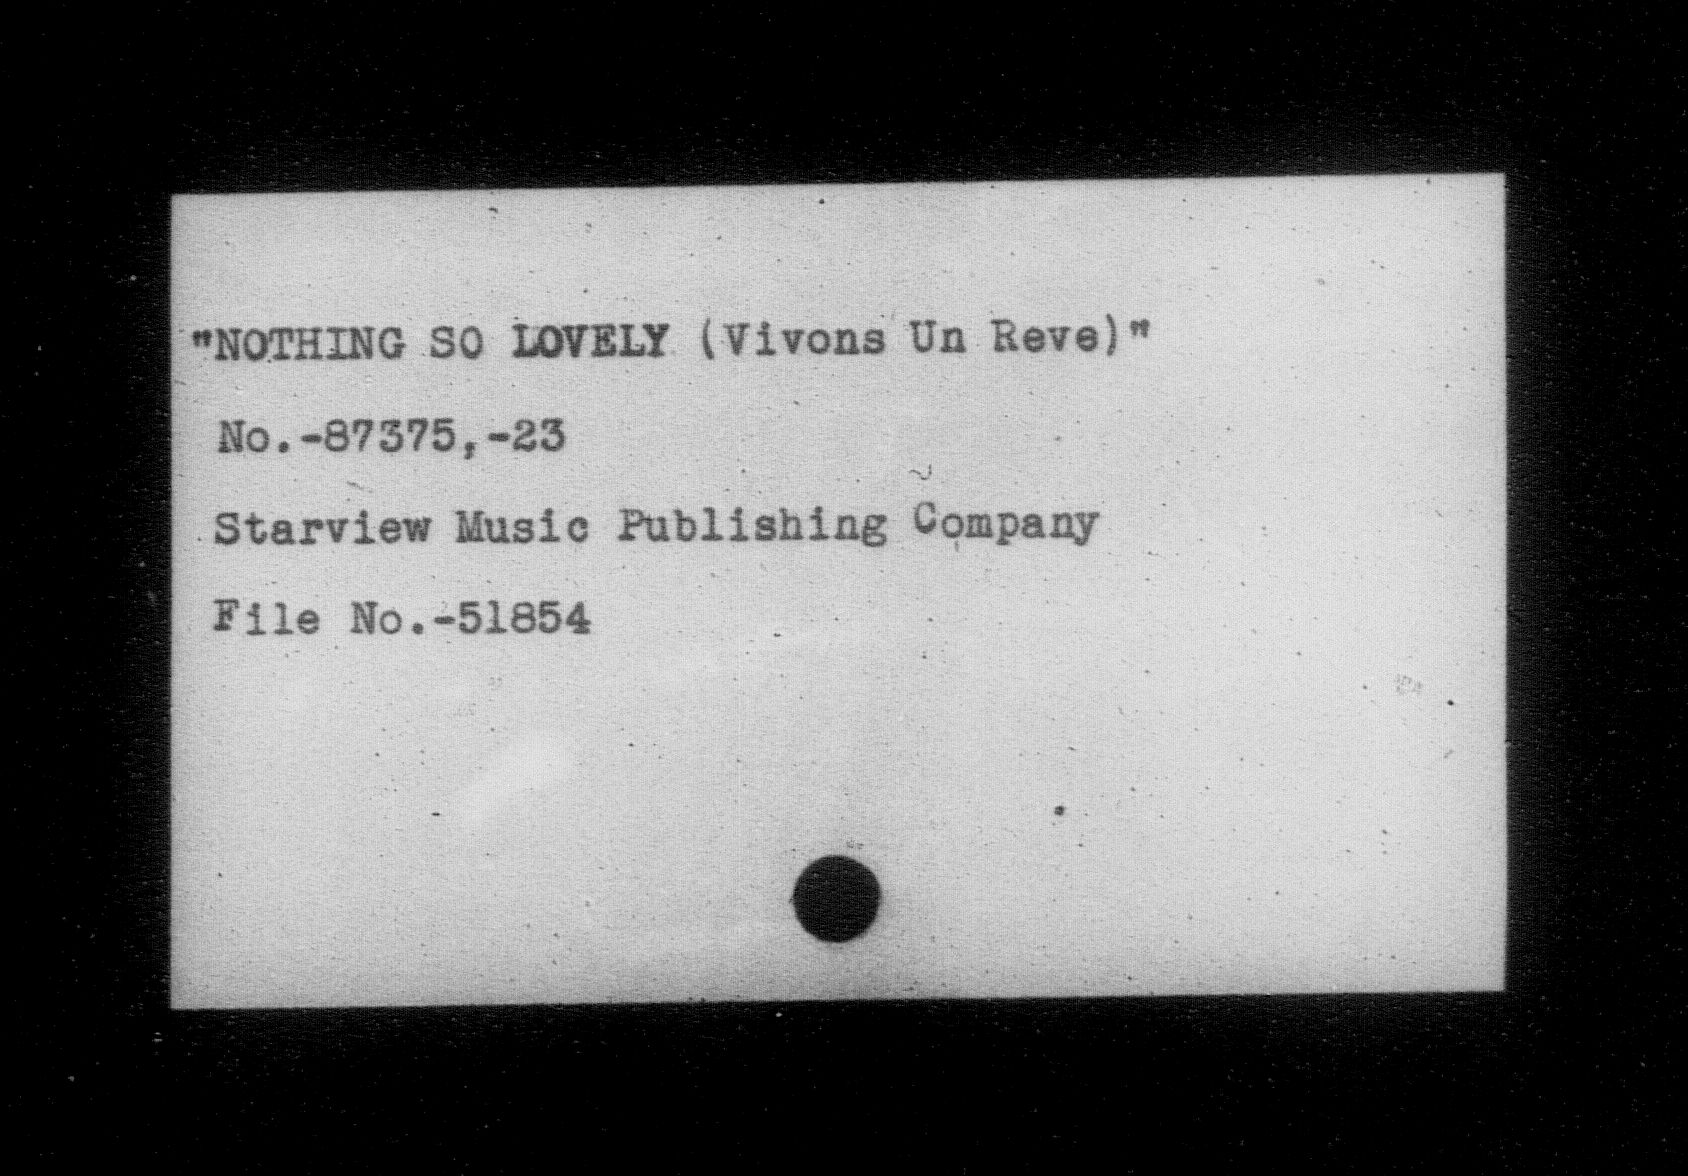 "NOTHING SO LOVELY (Vivons Un Reve)"
No.-87375,-23
Starview Music Publishing Company
File No.-51854